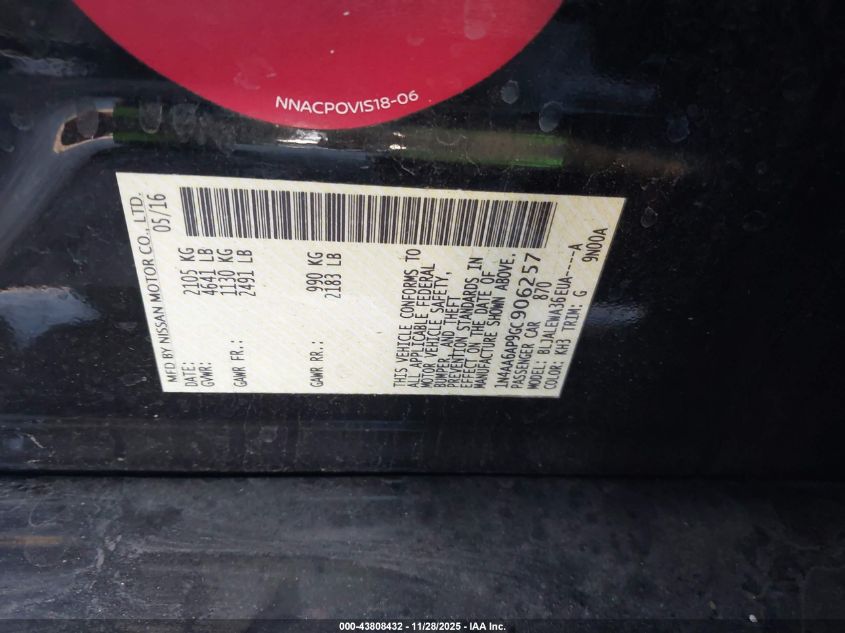 NNACPOVIS18-06
MFD BY NISSAN MOTOR CO., LTD.
DATE: 05/16
GVWR: 2105 KG
4641 LB
GAWR FR.: 1130 KG
2491 LB
GAWR RR.: 990 KG
2183 LB
THIS VEHICLE CONFORMS TO
ALL APPLICABLE FEDERAL
MOTOR VEHICLE SAFETY,
BUMPER, AND THEFT
PREVENTION STANDARDS IN
EFFECT ON THE DATE OF
MANUFACTURE SHOWN ABOVE.
1N4AA6AP9GC906257
PASSENGER CAR 870
MODEL: BLJALEWA36EUA-----A
COLOR: KH3 TRIM: G 9N00A
000-43808432 - 11/28/2025 - IAA Inc.